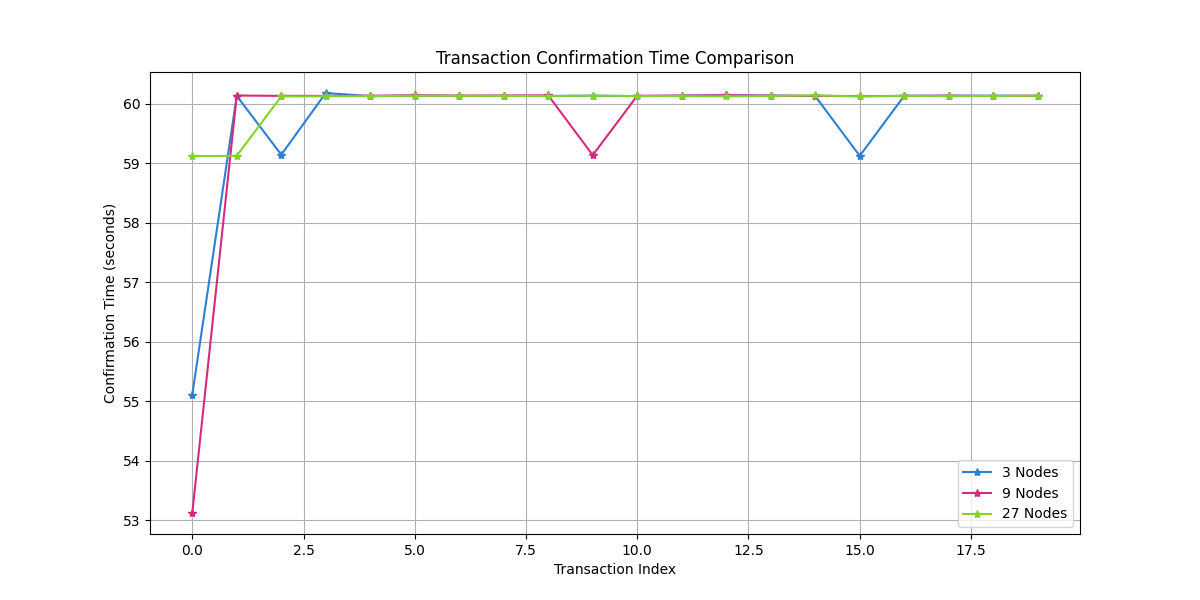 Transaction Confirmation Time Comparison
Confirmation Time (seconds)
60
59
58
57
56
55
54
53
0.0 2.5 5.0 7.5 10.0 12.5 15.0 17.5
Transaction Index
3 Nodes
9 Nodes
27 Nodes